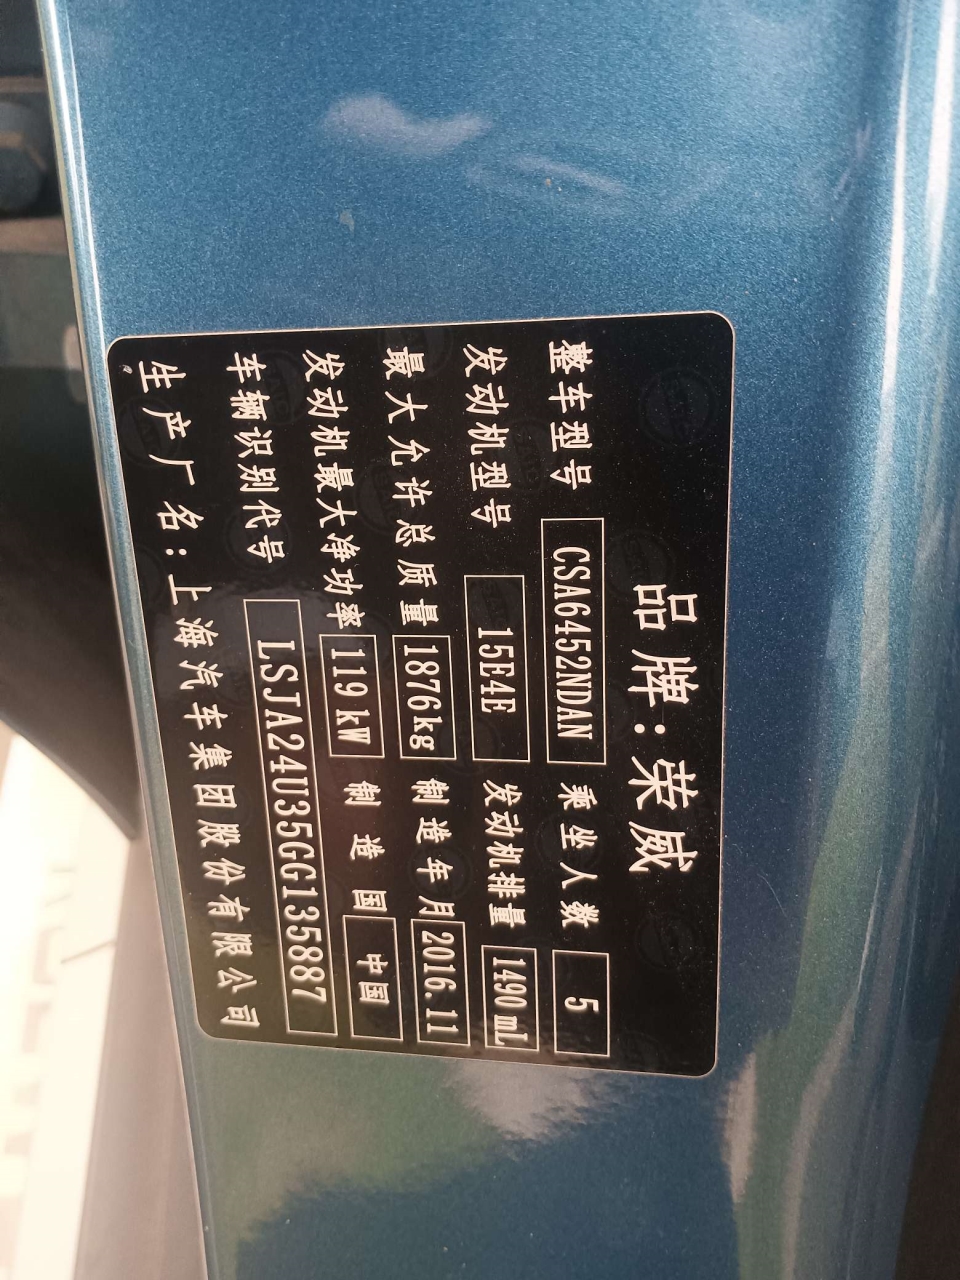 品牌：荣威
整车型号 CSA6452NDAN 乘坐人数 5
发动机型号 15E4E 发动机排量 1490 mL
最大允许总质量 1876kg 制造年月 2016.11
发动机最大净功率 119 kW 制造国 中国
车辆识别代号 LSJA24U35GG135887
生产厂名：上海汽车集团股份有限公司